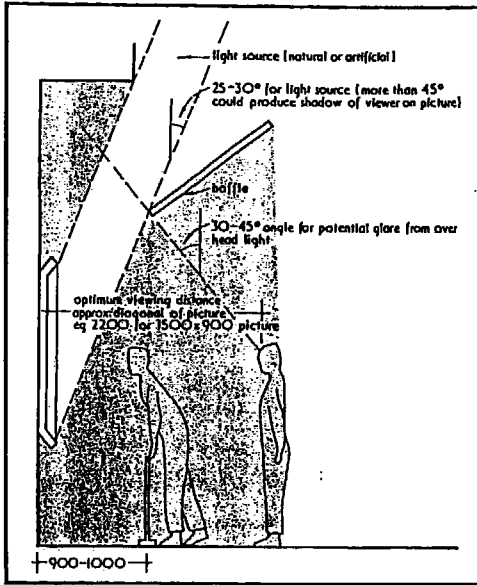 light source [natural or artificial]
25-30° for light source [more than 45°
could produce shadow of viewer on picture]
baffle
30-45° angle for potential glare from over
head light
optimum viewing distance
approx diagonal of picture
eg 2200 for 1500 x 900 picture
900-1000